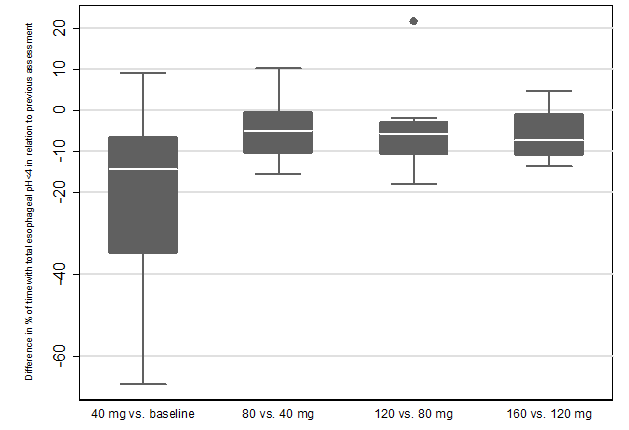 Difference in % of time with total esophageal pH<4 in relation to previous assessment
20
10
0
-10
-20
-40
-60
40 mg vs. baseline
80 vs. 40 mg
120 vs. 80 mg
160 vs. 120 mg